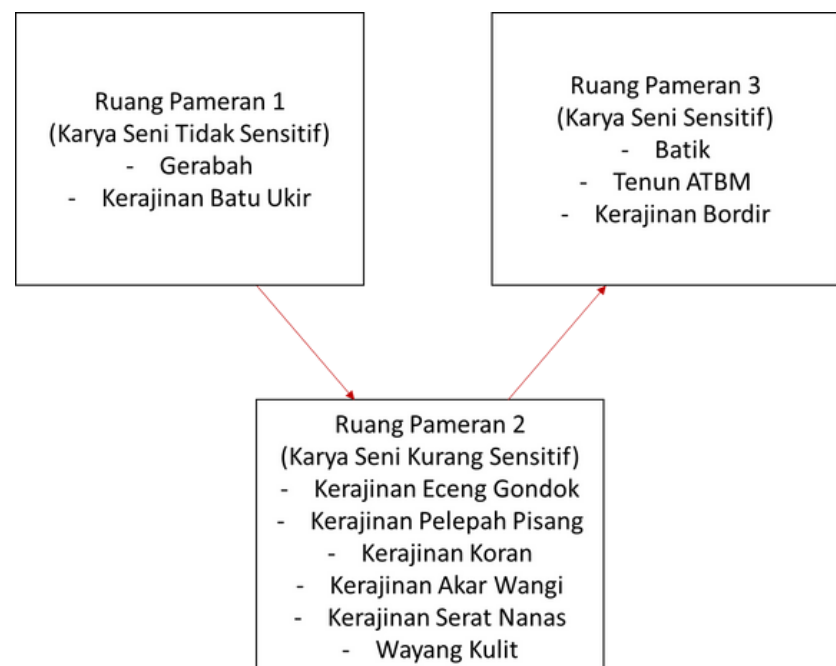 Ruang Pameran 1
(Karya Seni Tidak Sensitif)
- Gerabah
- Kerajinan Batu Ukir
Ruang Pameran 3
(Karya Seni Sensitif)
- Batik
- Tenun ATBM
- Kerajinan Bordir
Ruang Pameran 2
(Karya Seni Kurang Sensitif)
- Kerajinan Eceng Gondok
- Kerajinan Pelepah Pisang
- Kerajinan Koran
- Kerajinan Akar Wangi
- Kerajinan Serat Nanas
- Wayang Kulit